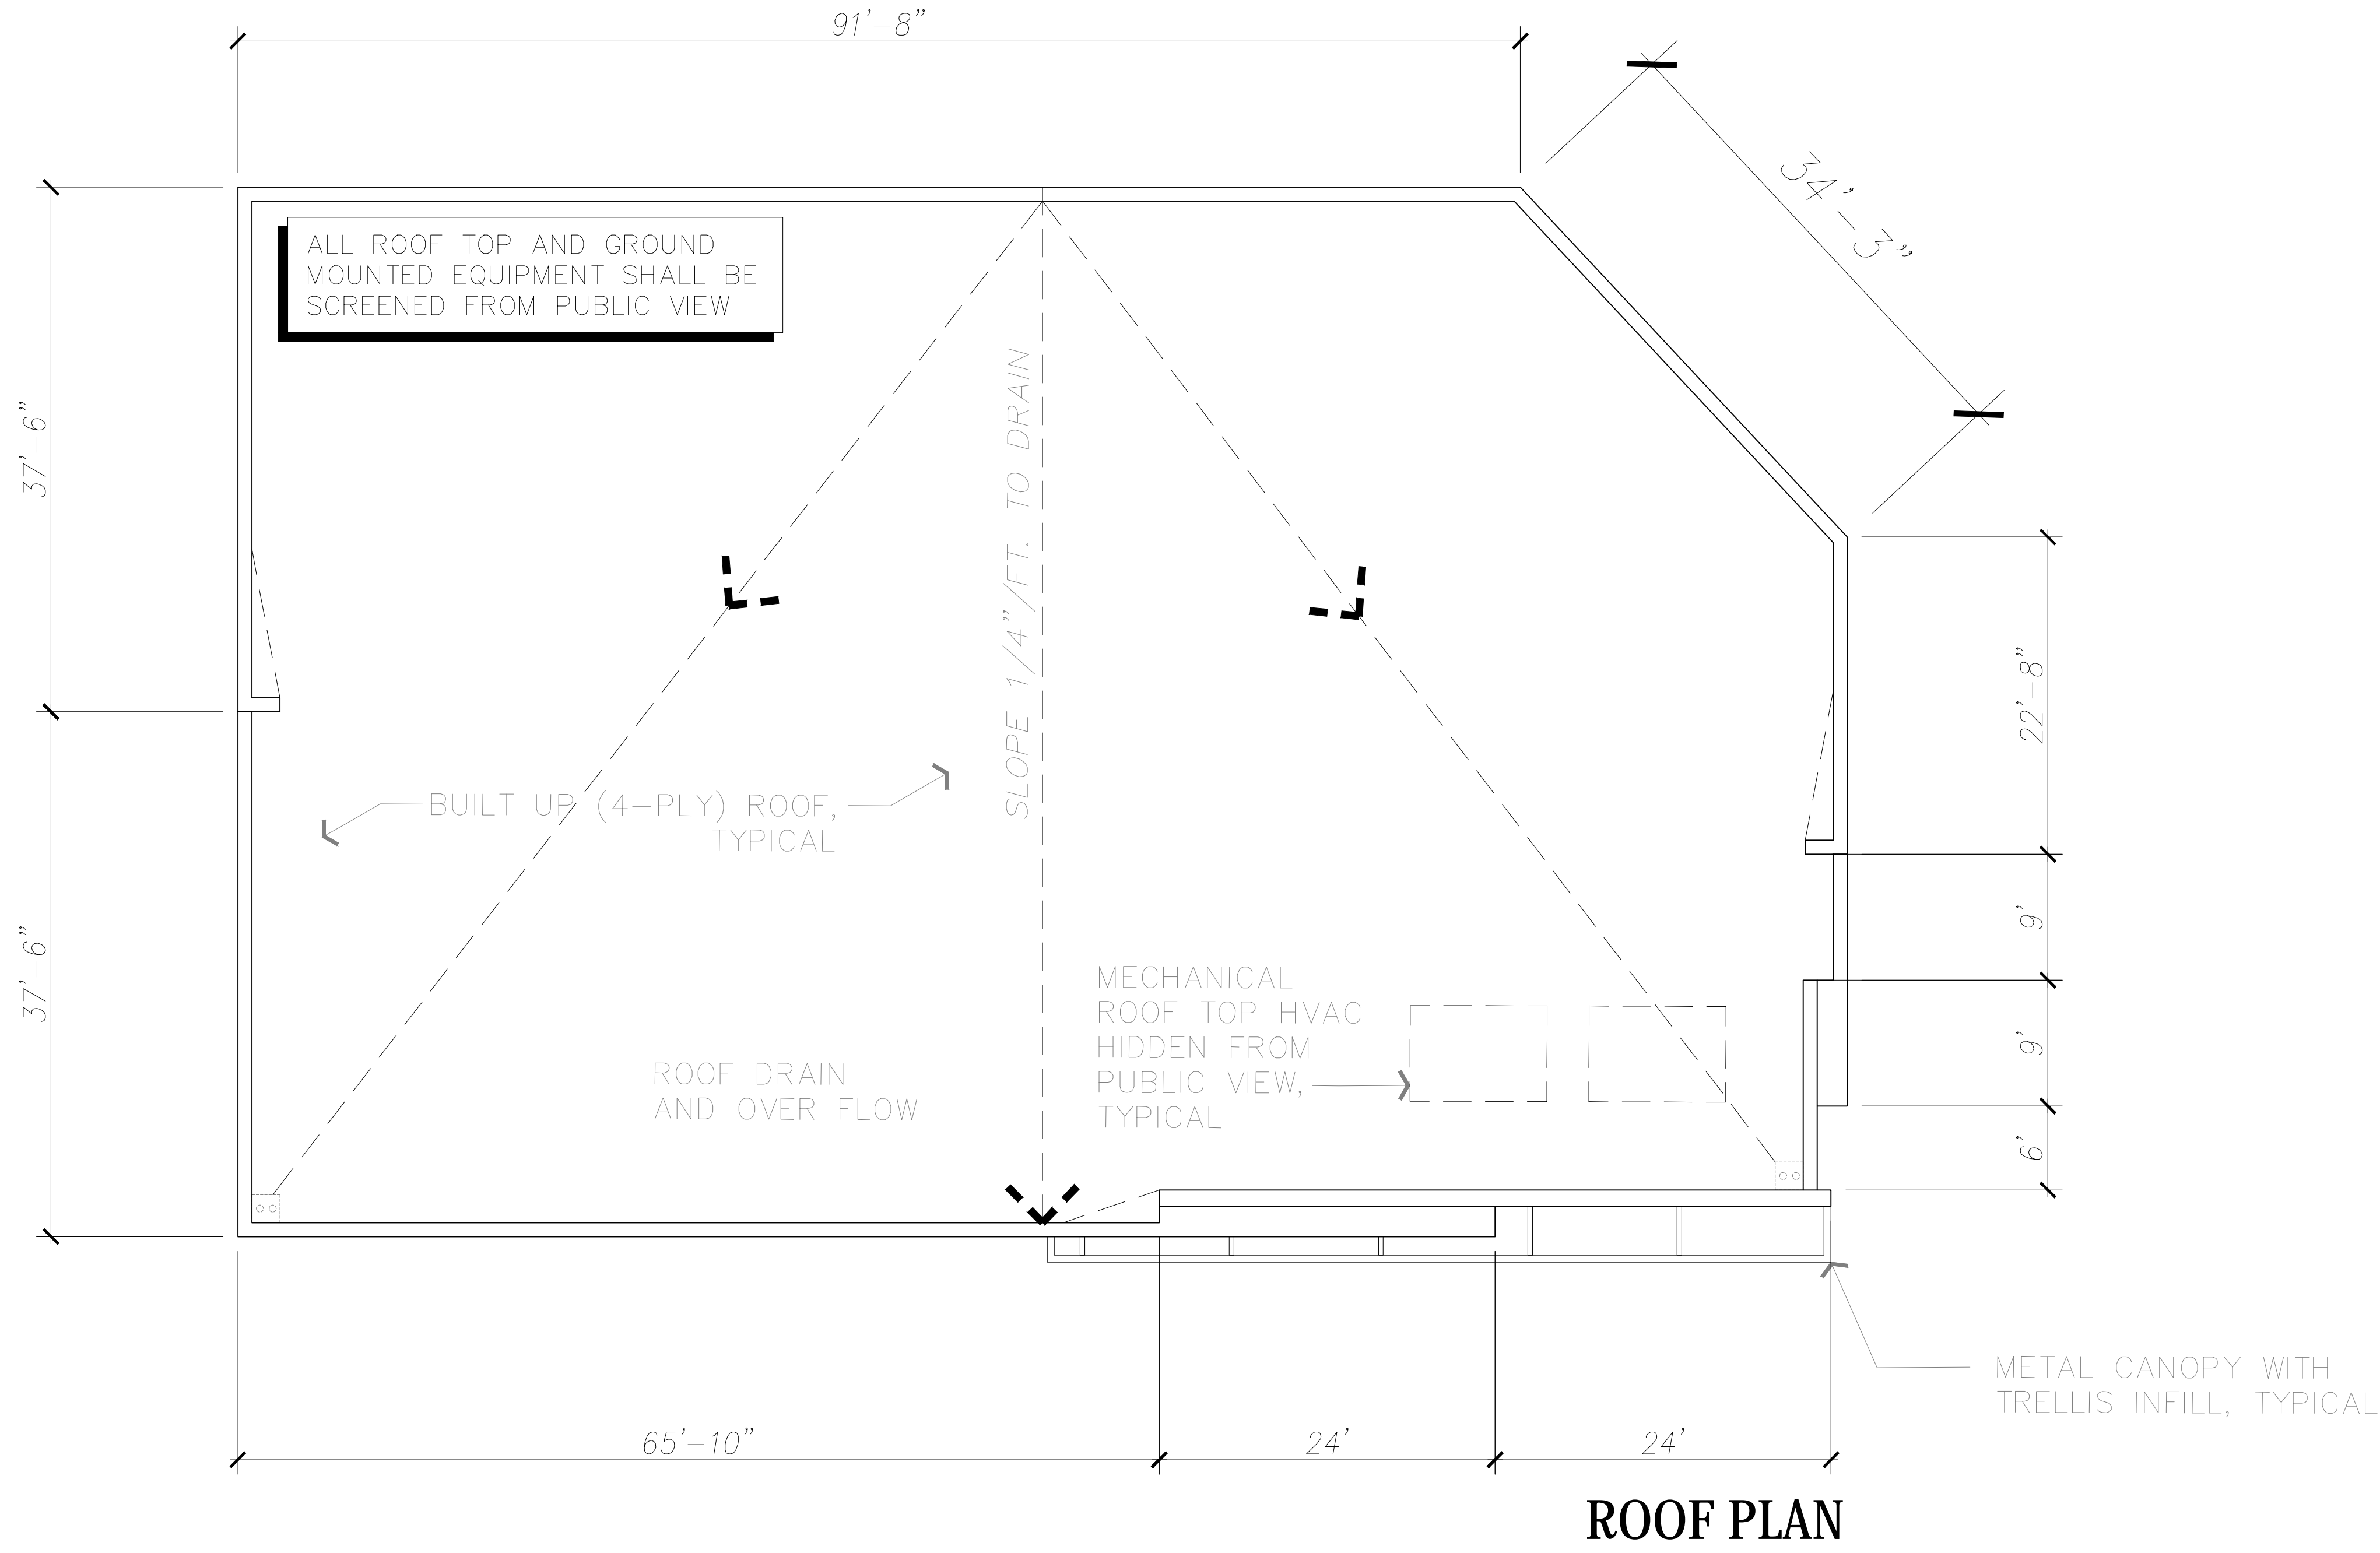 91'-8"
34'-3"
ALL ROOF TOP AND GROUND
MOUNTED EQUIPMENT SHALL BE
SCREENED FROM PUBLIC VIEW
37'-6"
SLOPE 1/4"/FT. TO DRAIN
22'-8"
BUILT UP (4-PLY) ROOF,
TYPICAL
9'
37'-6"
MECHANICAL
ROOF TOP HVAC
HIDDEN FROM
PUBLIC VIEW,
TYPICAL
ROOF DRAIN
AND OVER FLOW
9'
6'
METAL CANOPY WITH
TRELLIS INFILL, TYPICAL
65'-10"
24'
24'
ROOF PLAN